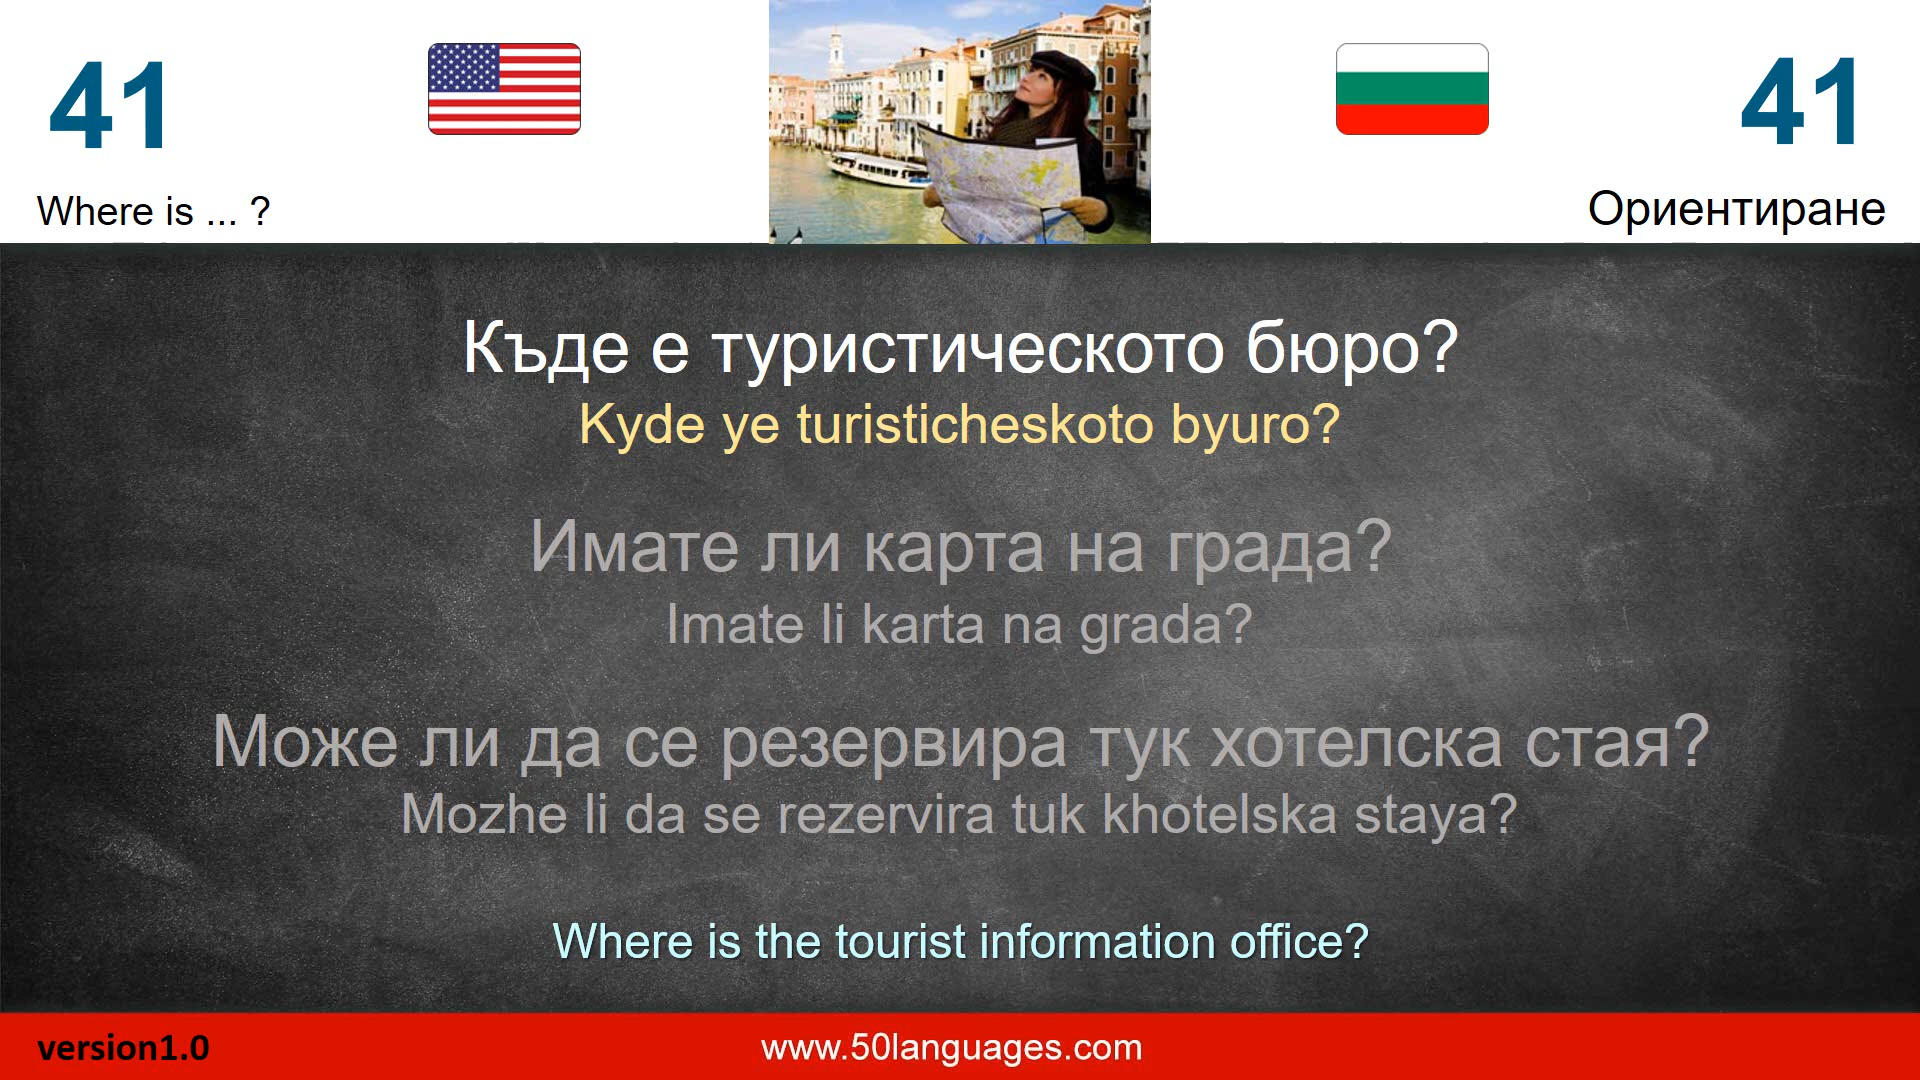 41
41
Where is ... ?
Ориентиране
Къде е туристическото бюро?
Kyde ye turisticheskoto byuro?
Имате ли карта на града?
Imate li karta na grada?
Може ли да се резервира тук хотелска стая?
Mozhe li da se rezervira tuk khotelska staya?
Where is the tourist information office?
version1.0
www.50languages.com